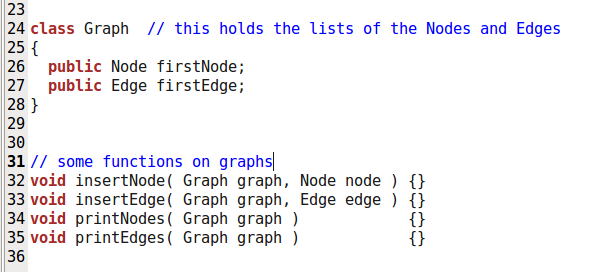 23
24 class Graph  // this holds the lists of the Nodes and Edges
25 {
26   public Node firstNode;
27   public Edge firstEdge;
28 }
29
30
31 // some functions on graphs
32 void insertNode( Graph graph, Node node ) {}
33 void insertEdge( Graph graph, Edge edge ) {}
34 void printNodes( Graph graph )            {}
35 void printEdges( Graph graph )            {}
36